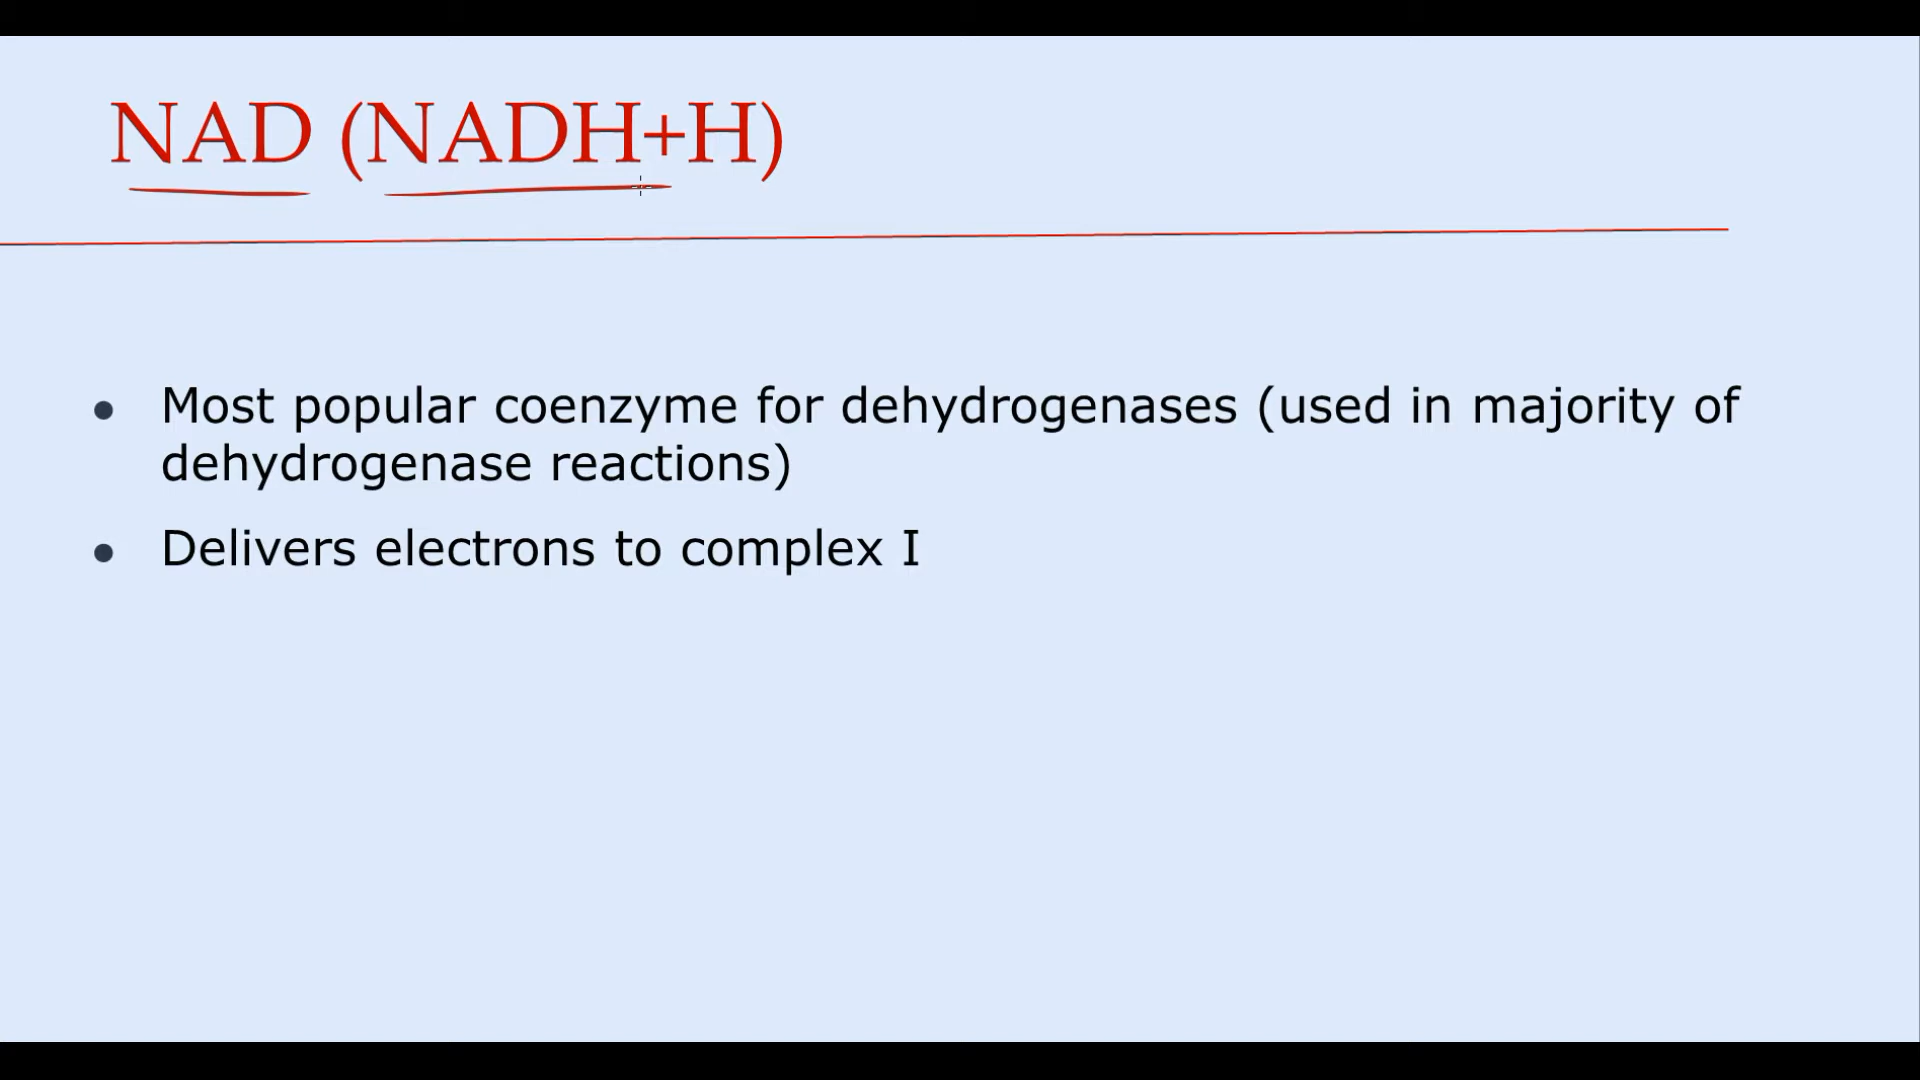 NAD (NADH+H)
• Most popular coenzyme for dehydrogenases (used in majority of
dehydrogenase reactions)
• Delivers electrons to complex I